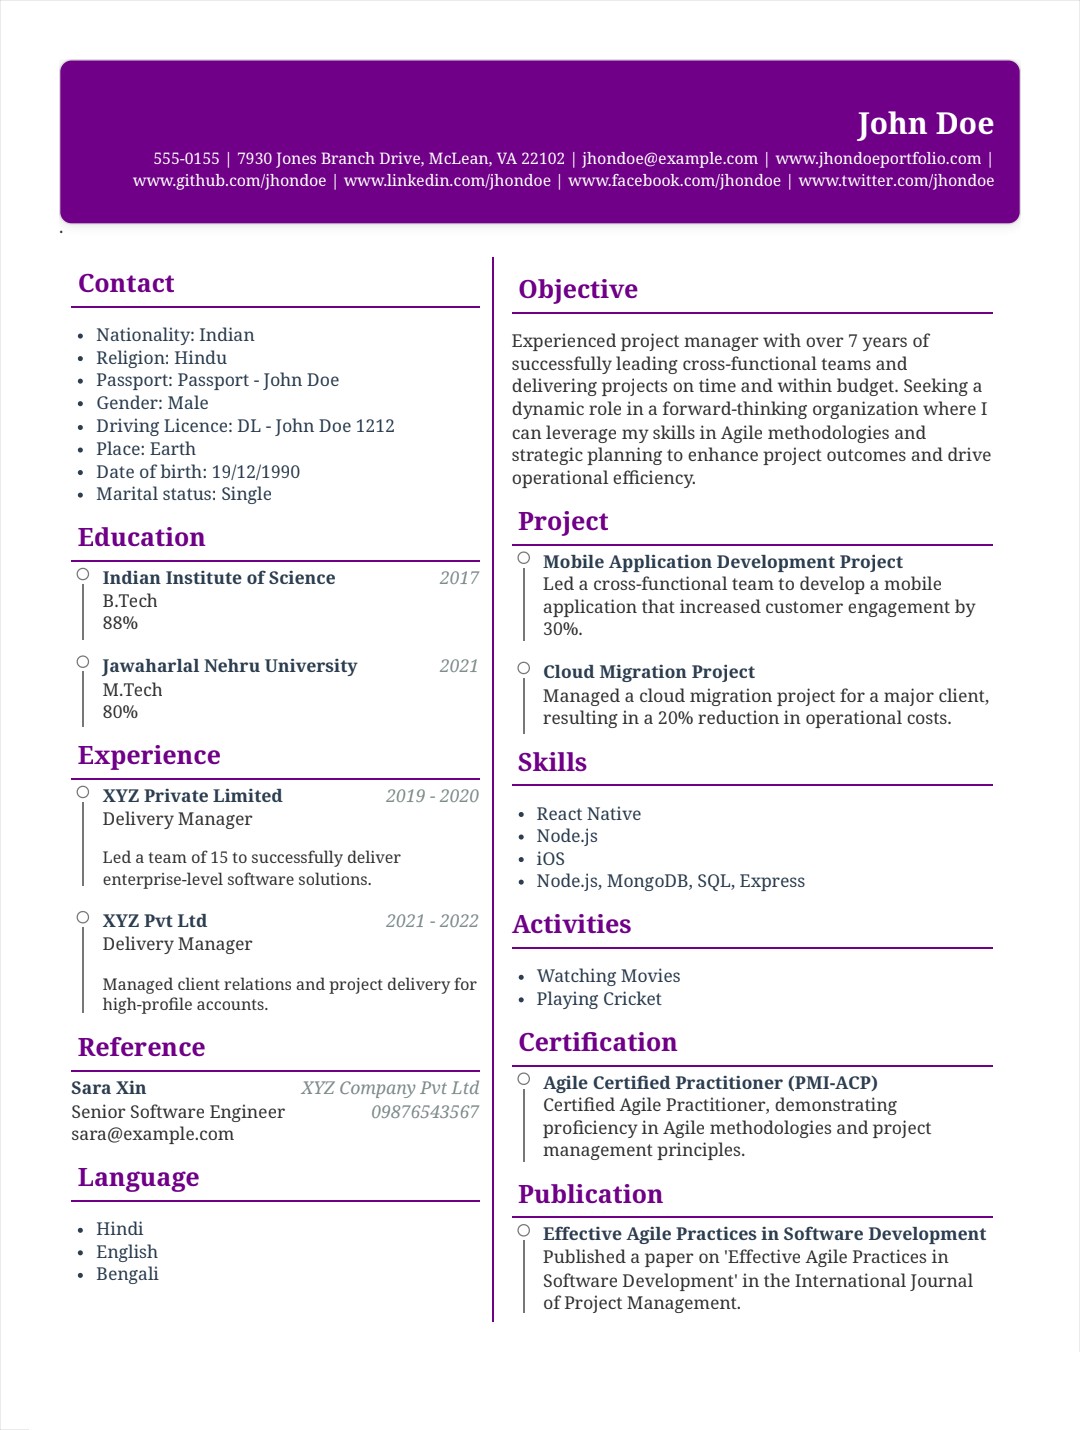 John Doe
555-0155 | 7930 Jones Branch Drive, McLean, VA 22102 | jhondoe@example.com | www.jhondoeportfolio.com |
www.github.com/jhondoe | www.linkedin.com/jhondoe | www.facebook.com/jhondoe | www.twitter.com/jhondoe
.
Contact
• Nationality: Indian
• Religion: Hindu
• Passport: Passport - John Doe
• Gender: Male
• Driving Licence: DL - John Doe 1212
• Place: Earth
• Date of birth: 19/12/1990
• Marital status: Single
Education
Indian Institute of Science 2017
B.Tech
88%
Jawaharlal Nehru University 2021
M.Tech
80%
Experience
XYZ Private Limited 2019 - 2020
Delivery Manager
Led a team of 15 to successfully deliver
enterprise-level software solutions.
XYZ Pvt Ltd 2021 - 2022
Delivery Manager
Managed client relations and project delivery for
high-profile accounts.
Reference
Sara Xin XYZ Company Pvt Ltd
Senior Software Engineer 09876543567
sara@example.com
Language
• Hindi
• English
• Bengali
Objective
Experienced project manager with over 7 years of
successfully leading cross-functional teams and
delivering projects on time and within budget. Seeking a
dynamic role in a forward-thinking organization where I
can leverage my skills in Agile methodologies and
strategic planning to enhance project outcomes and drive
operational efficiency.
Project
Mobile Application Development Project
Led a cross-functional team to develop a mobile
application that increased customer engagement by
30%.
Cloud Migration Project
Managed a cloud migration project for a major client,
resulting in a 20% reduction in operational costs.
Skills
• React Native
• Node.js
• iOS
• Node.js, MongoDB, SQL, Express
Activities
• Watching Movies
• Playing Cricket
Certification
Agile Certified Practitioner (PMI-ACP)
Certified Agile Practitioner, demonstrating
proficiency in Agile methodologies and project
management principles.
Publication
Effective Agile Practices in Software Development
Published a paper on 'Effective Agile Practices in
Software Development' in the International Journal
of Project Management.